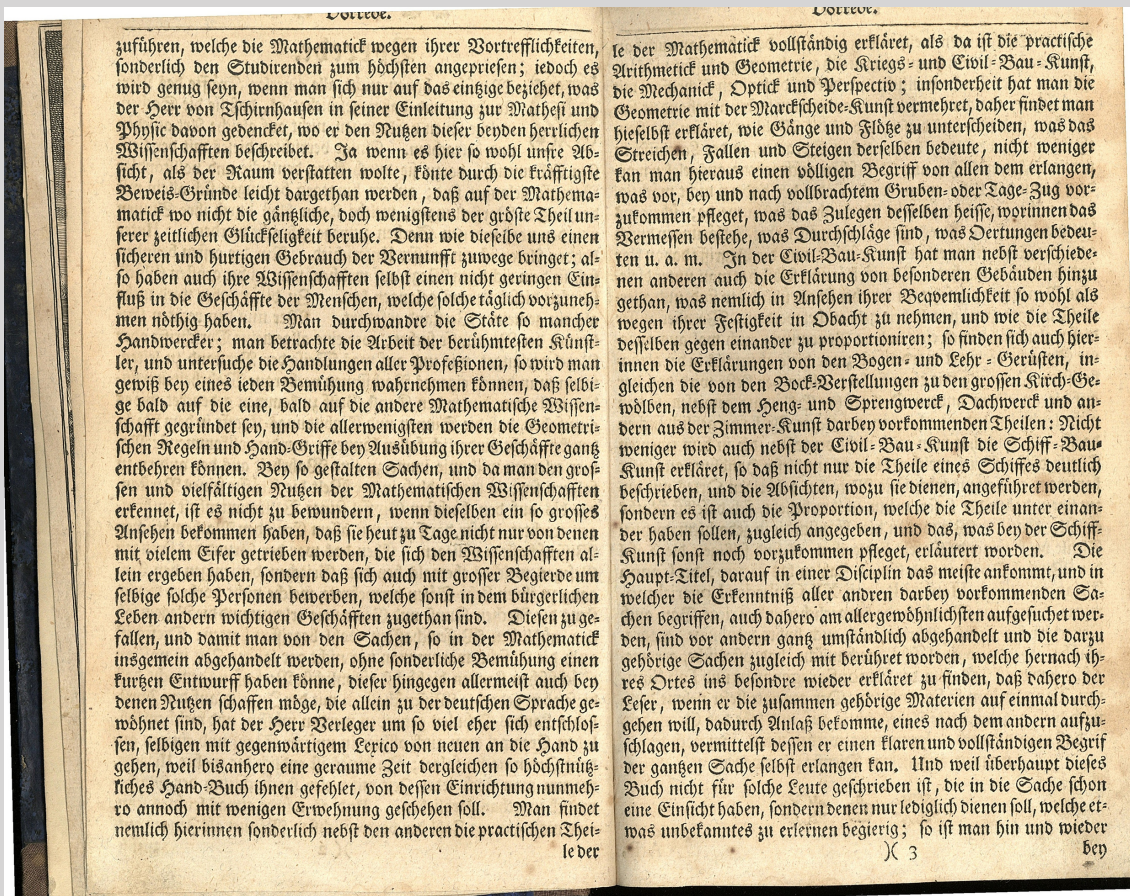 Vorrede.
zuführen, welche die Mathematick wegen ihrer Vortrefflichkeiten,
sonderlich den Studirenden zum höchsten angepriesen; iedoch es
wird genug seyn, wenn man sich nur auf das eintzige beziehet, was
der Herr von Tschirnhausen in seiner Einleitung zur Mathesi und
Physic davon gedencket, wo er den Nutzen dieser beyden herrlichen
Wissenschafften beschreibet. Ja wenn es hier so wohl unsre Ab-
sicht, als der Raum verstatten wolte, könte durch die kräfftigste
Beweis-Gründe leicht dargethan werden, daß auf der Mathema-
matick wo nicht die gäntzliche, doch wenigstens der gröste Theil un-
serer zeitlichen Glückseligkeit beruhe. Denn wie dieselbe uns einen
sicheren und hurtigen Gebrauch der Vernunfft zuwege bringet; al-
so haben auch ihre Wissenschafften selbst einen nicht geringen Ein-
fluß in die Geschäffte der Menschen, welche solche täglich vorzuneh-
men nöthig haben. Man durchwandre die Stäte so mancher
Handwercker; man betrachte die Arbeit der berühmtesten Künst-
ler, und untersuche die Handlungen aller Profeßionen, so wird man
gewiß bey eines ieden Bemühung wahrnehmen können, daß selbi-
ge bald auf die eine, bald auf die andere Mathematische Wissen-
schafft gegründet sey, und die allerwenigsten werden die Geometri-
schen Regeln und Hand-Griffe bey Ausübung ihrer Geschäffte gantz
entbehren können. Bey so gestalten Sachen, und da man den gros-
sen und vielfältigen Nutzen der Mathematischen Wissenschafften
erkennet, ist es nicht zu bewundern, wenn dieselben ein so grosses
Ansehen bekommen haben, daß sie heut zu Tage nicht nur von denen
mit vielem Eifer getrieben werden, die sich den Wissenschafften al-
lein ergeben haben, sondern daß sich auch mit grosser Begierde um
selbige solche Personen bewerben, welche sonst in dem bürgerlichen
Leben andern wichtigen Geschäfften zugethan sind. Diesen zu ge-
fallen, und damit man von den Sachen, so in der Mathematick
insgemein abgehandelt werden, ohne sonderliche Bemühung einen
kurtzen Entwurff haben könne, dieser hingegen allermeist auch bey
denen Nutzen schaffen möge, die allein zu der deutschen Sprache ge-
wöhnet sind, hat der Herr Verleger um so viel eher sich entschlos-
sen, selbigen mit gegenwärtigem Lexico von neuen an die Hand zu
gehen, weil bisanhero eine geraume Zeit dergleichen so höchstnütz-
liches Hand-Buch ihnen gefehlet, von dessen Einrichtung nunmeh-
ro annoch mit wenigen Erwehnung geschehen soll. Man findet
nemlich hierinnen sonderlich nebst den anderen die practischen Thei-
le der
Vorrede.
le der Mathematick vollständig erkläret, als da ist die practische
Arithmetick und Geometrie, die Kriegs- und Civil-Bau-Kunst,
die Mechanick, Optick und Perspectiv; insonderheit hat man die
Geometrie mit der Marckscheide-Kunst vermehret, daher findet man
hieselbst erkläret, wie Gänge und Flötze zu unterscheiden, was das
Streichen, Fallen und Steigen derselben bedeute, nicht weniger
kan man hieraus einen völligen Begriff von allen dem erlangen,
was vor, bey und nach vollbrachtem Gruben- oder Tage-Zug vor-
zukommen pfleget, was das Zulegen desselben heisse, worinnen das
Vermessen bestehe, was Durchschläge sind, was Oertungen bedeu-
ten u. a. m. In der Civil-Bau-Kunst hat man nebst verschiede-
nen anderen auch die Erklärung von besonderen Gebäuden hinzu
gethan, was nemlich in Ansehen ihrer Beqvemlichkeit so wohl als
wegen ihrer Festigkeit in Obacht zu nehmen, und wie die Theile
desselben gegen einander zu proportioniren; so finden sich auch hier-
innen die Erklärungen von den Bogen- und Lehr-Gerüsten, in-
gleichen die von den Bock-Verstellungen zu den grossen Kirch-Ge-
wölben, nebst dem Heng- und Sprengwerck, Dachwerck und an-
dern aus der Zimmer-Kunst darbey vorkommenden Theilen: Nicht
weniger wird auch nebst der Civil-Bau-Kunst die Schiff-Bau-
Kunst erkläret, so daß nicht nur die Theile eines Schiffes deutlich
beschrieben, und die Absichten, wozu sie dienen, angeführet werden,
sondern es ist auch die Proportion, welche die Theile unter einan-
der haben sollen, zugleich angegeben, und das, was bey der Schiff-
Kunst sonst noch vorzukommen pfleget, erläutert worden. Die
Haupt-Titel, darauf in einer Disciplin das meiste ankommt, und in
welcher die Erkenntniß aller andren darbey vorkommenden Sa-
chen begriffen, auch dahero am allergewöhnlichsten aufgesuchet wer-
den, sind vor andern gantz umständlich abgehandelt und die darzu
gehörige Sachen zugleich mit berühret worden, welche hernach ih-
res Ortes ins besondre wieder erkläret zu finden, daß dahero der
Leser, wenn er die zusammen gehörige Materien auf einmal durch-
gehen will, dadurch Anlaß bekomme, eines nach dem andern aufzu-
schlagen, vermittelst dessen er einen klaren und vollständigen Begrif
der gantzen Sache selbst erlangen kan. Und weil überhaupt dieses
Buch nicht für solche Leute geschrieben ist, die in die Sache schon
eine Einsicht haben, sondern denen nur lediglich dienen soll, welche et-
was unbekanntes zu erlernen begierig; so ist man hin und wieder
)( 3 bey